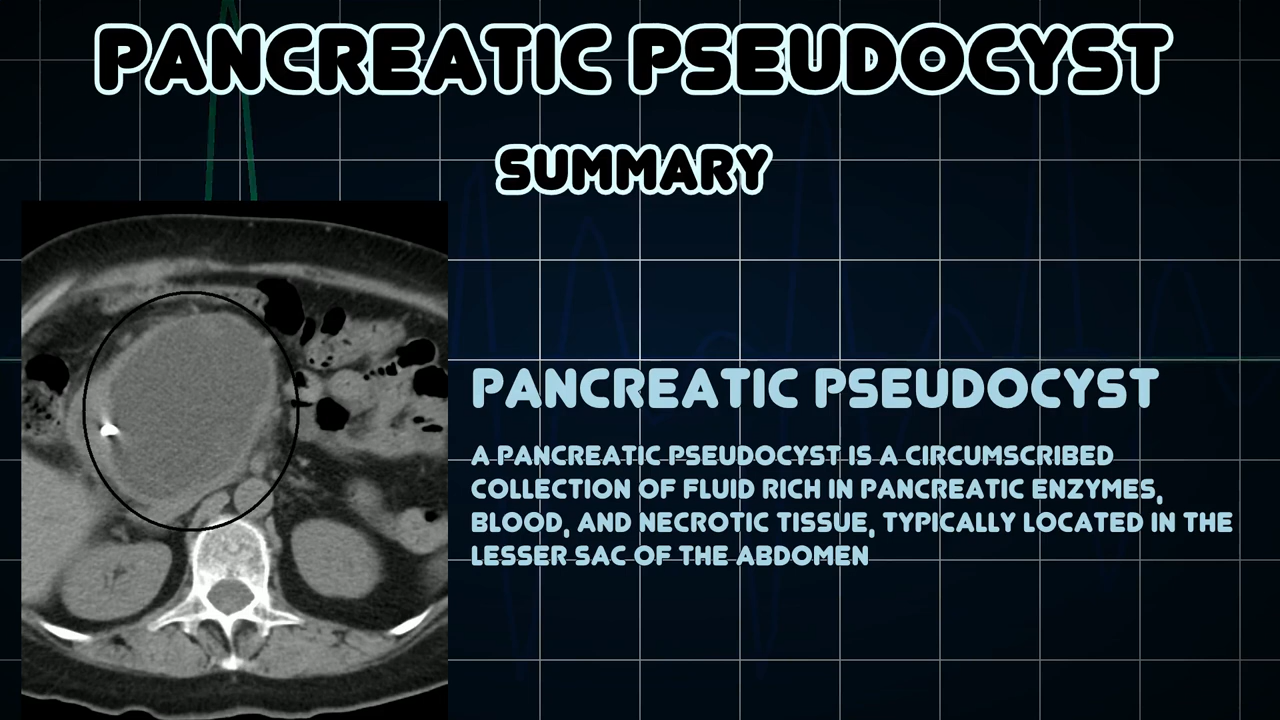 PANCREATIC PSEUDOCYST
SUMMARY
PANCREATIC PSEUDOCYST
A PANCREATIC PSEUDOCYST IS A CIRCUMSCRIBED
COLLECTION OF FLUID RICH IN PANCREATIC ENZYMES,
BLOOD, AND NECROTIC TISSUE, TYPICALLY LOCATED IN THE
LESSER SAC OF THE ABDOMEN